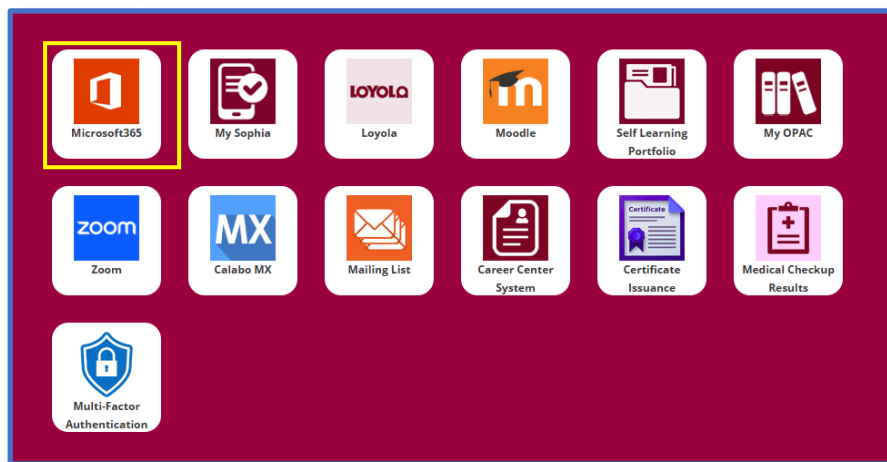 Microsoft365
My Sophia
LOYOLA
Loyola
m
Moodle
Self Learning
Portfolio
My OPAC
zoom
Zoom
MX
Calabo MX
Mailing List
Career Center
System
Certificate
Certificate
Issuance
Medical Checkup
Results
Multi-Factor
Authentication